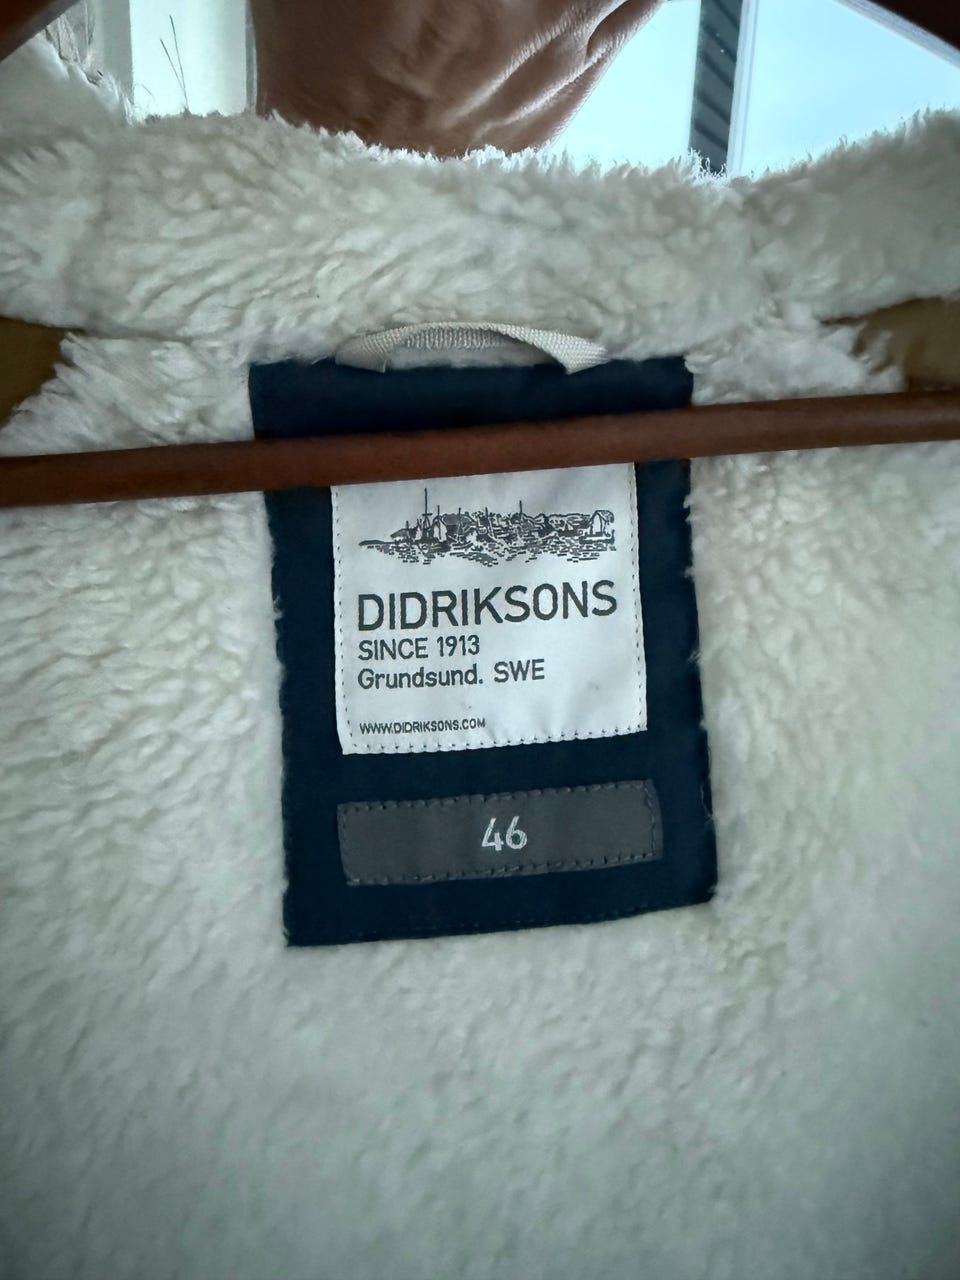 DIDRIKSONS
SINCE 1913
Grundsund. SWE
WWW.DIDRIKSONS.COM
46